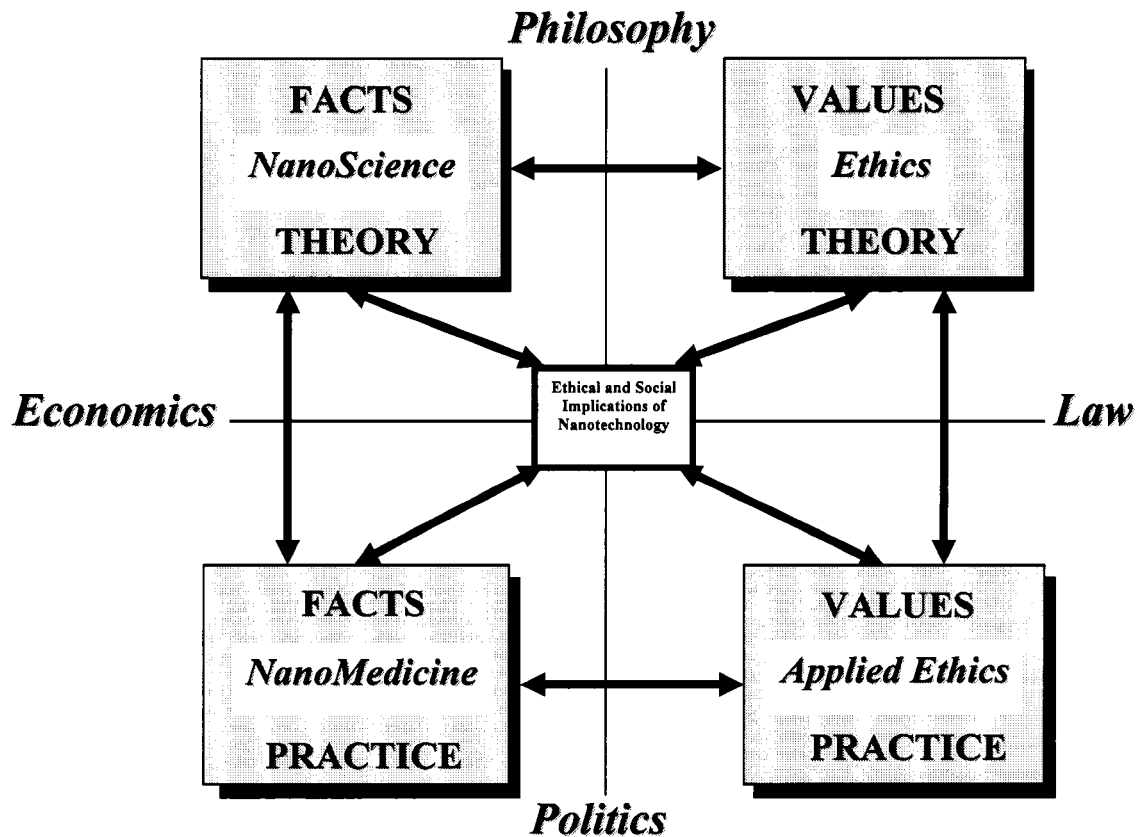 Philosophy
FACTS
NanoScience
THEORY
VALUES
Ethics
THEORY
Economics
Ethical and Social
Implications of
Nanotechnology
Law
FACTS
NanoMedicine
PRACTICE
VALUES
Applied Ethics
PRACTICE
Politics